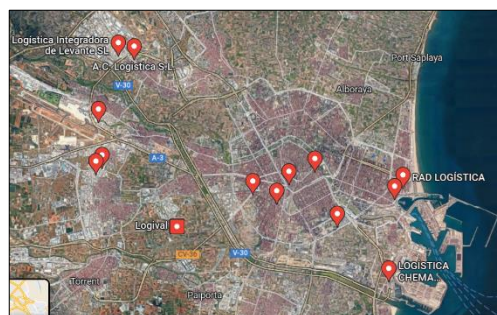 Logística Integradora
de Levante SL
A.C- Logística S.L
V-30
Port Saplaya
Alboraya
A-3
RAD LOGÍSTICA
Logival
CV-36
V-30
LOGÍSTICA
CHEMA...
Torrent
Paiporta